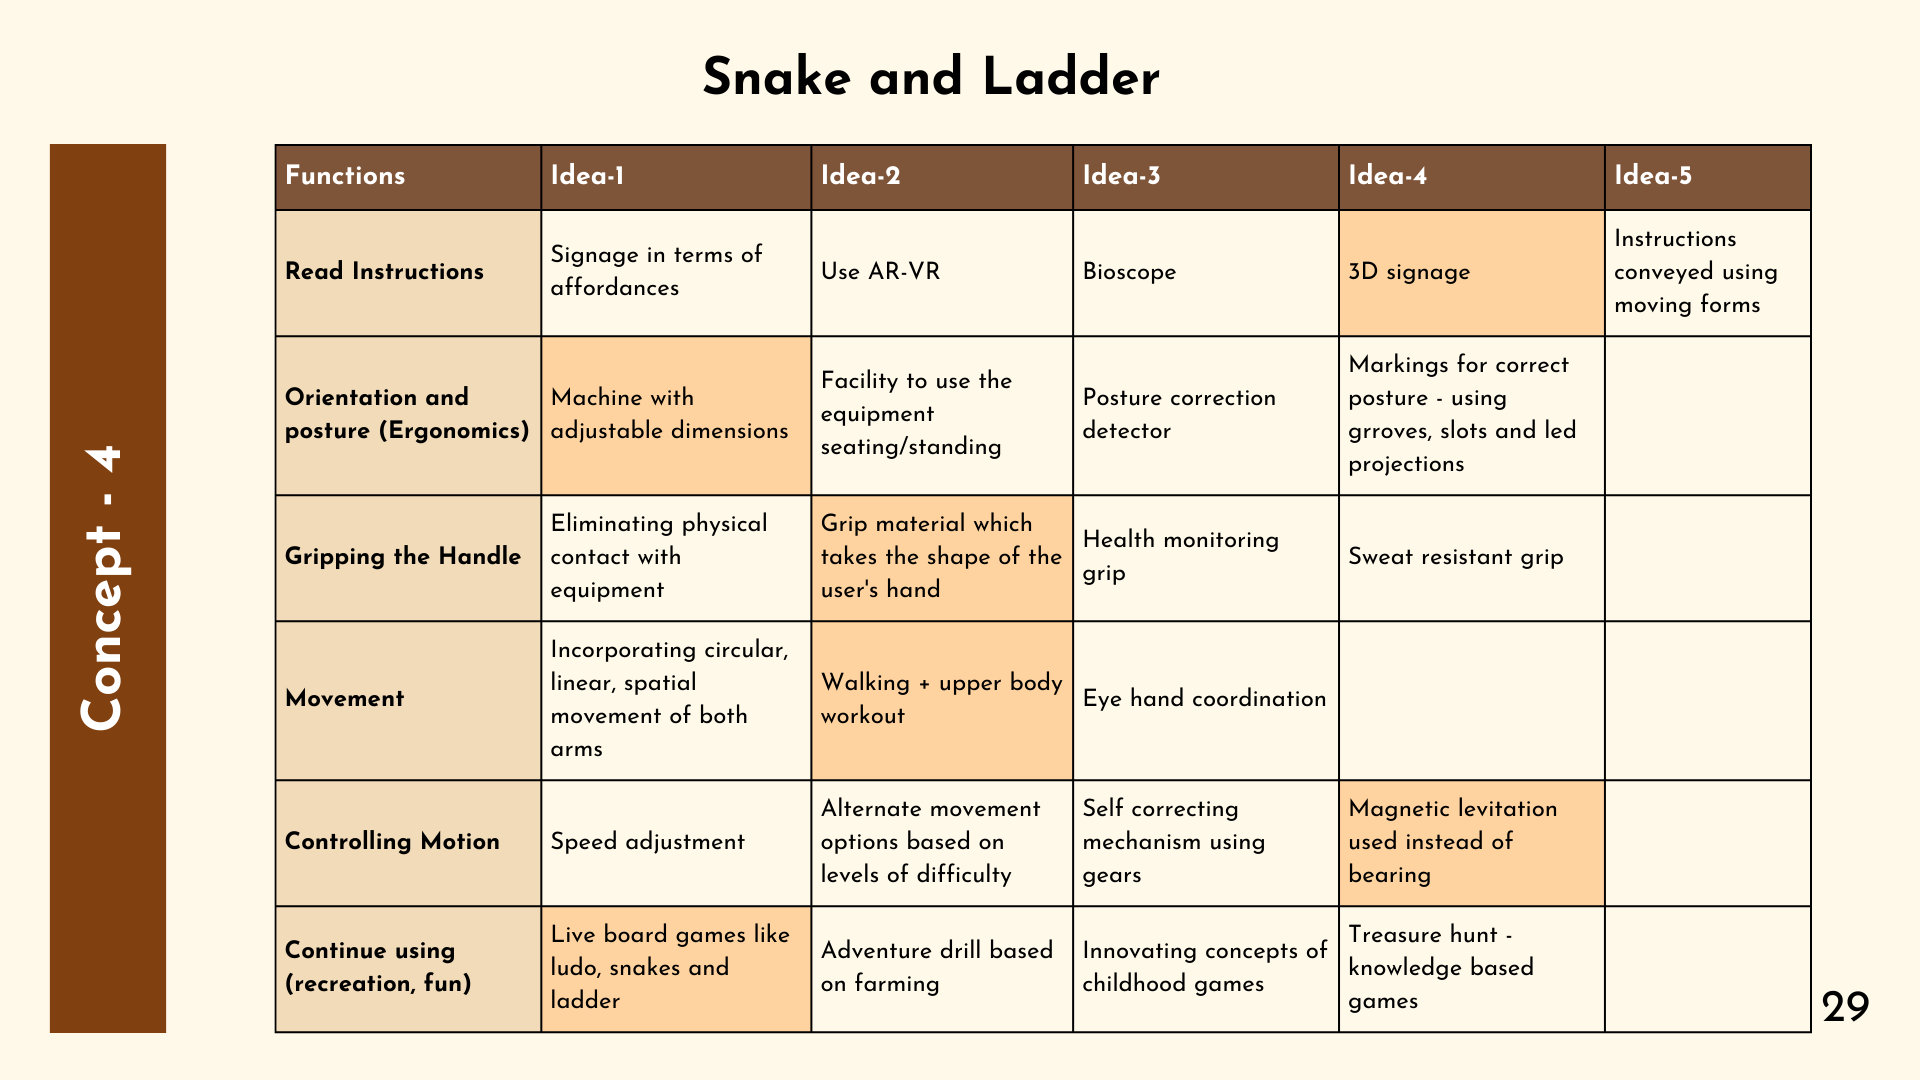 Snake and Ladder
Concept - 4
Functions
Idea-1
Idea-2
Idea-3
Idea-4
Idea-5
Read Instructions
Signage in terms of
affordances
Use AR-VR
Bioscope
3D signage
Instructions
conveyed using
moving forms
Orientation and
posture (Ergonomics)
Machine with
adjustable dimensions
Facility to use the
equipment
seating/standing
Posture correction
detector
Markings for correct
posture - using
grroves, slots and led
projections
Gripping the Handle
Eliminating physical
contact with
equipment
Grip material which
takes the shape of the
user's hand
Health monitoring
grip
Sweat resistant grip
Movement
Incorporating circular,
linear, spatial
movement of both
arms
Walking + upper body
workout
Eye hand coordination
Controlling Motion
Speed adjustment
Alternate movement
options based on
levels of difficulty
Self correcting
mechanism using
gears
Magnetic levitation
used instead of
bearing
Continue using
(recreation, fun)
Live board games like
ludo, snakes and
ladder
Adventure drill based
on farming
Innovating concepts of
childhood games
Treasure hunt -
knowledge based
games
29